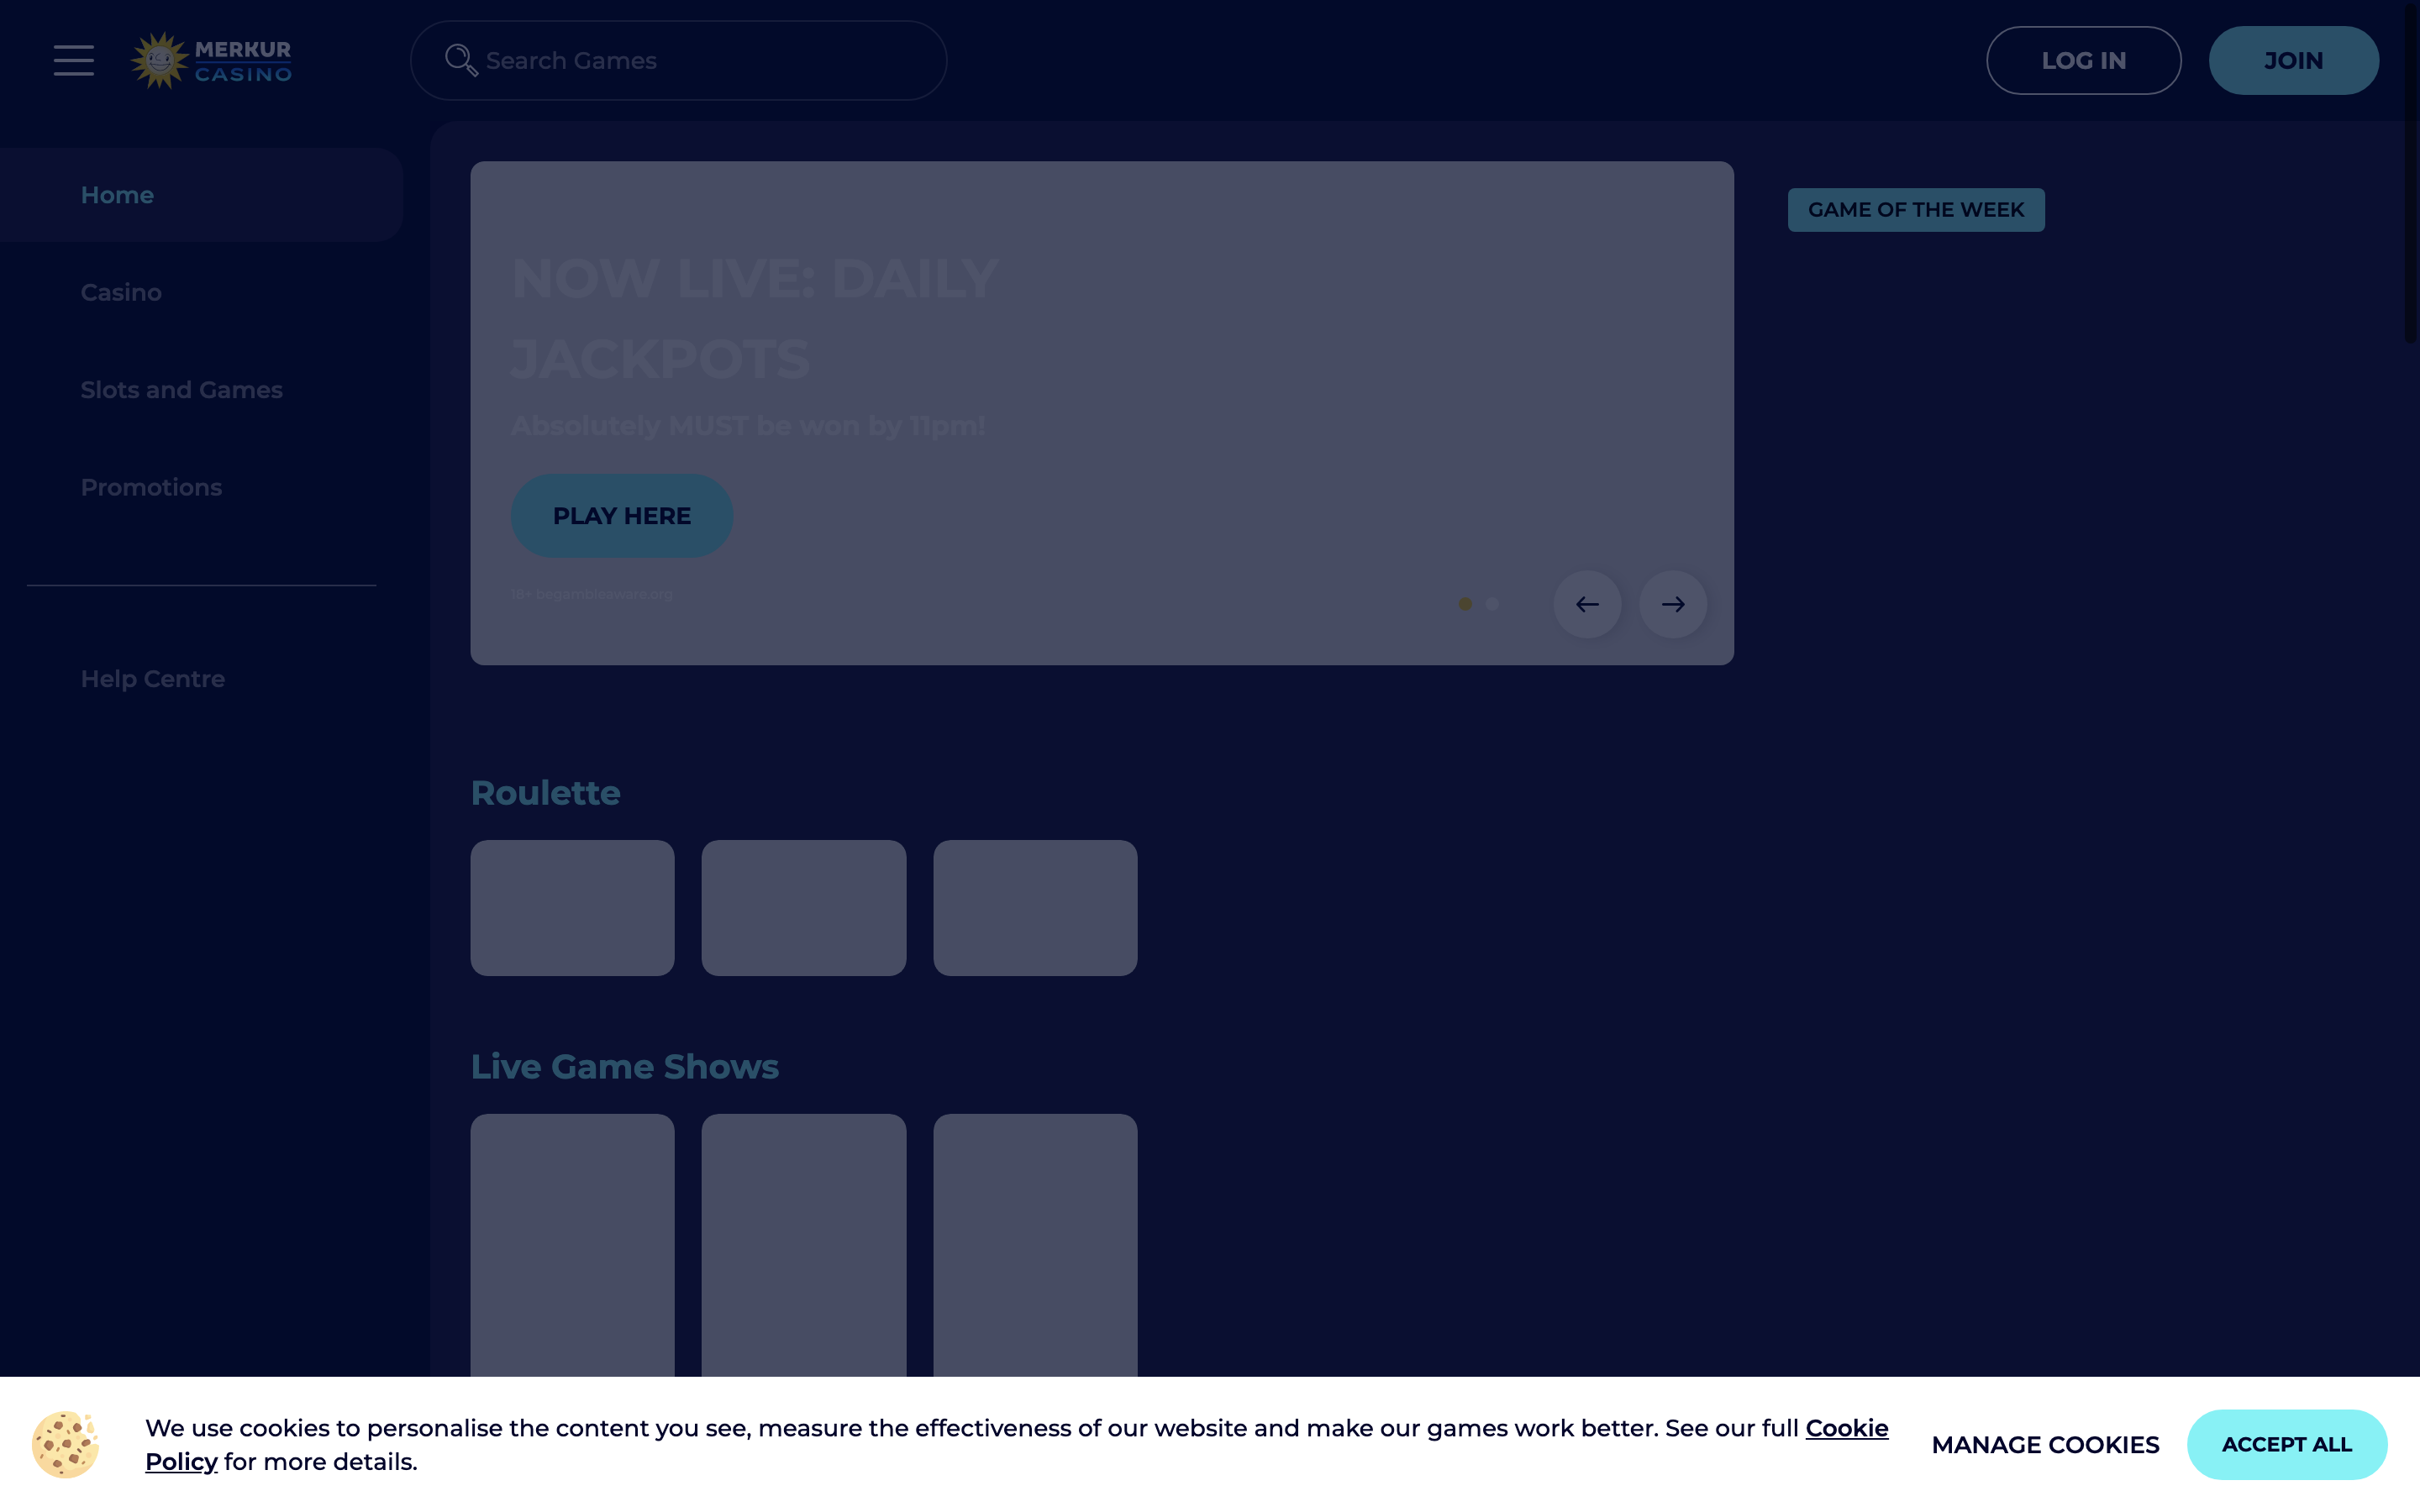 MERKUR
CASINO
Search Games
LOG IN
JOIN
Home
Casino
Slots and Games
Promotions
Help Centre
NOW LIVE: DAILY
JACKPOTS
Absolutely MUST be won by 11pm!
PLAY HERE
18+ begambleaware.org
GAME OF THE WEEK
Roulette
Live Game Shows
We use cookies to personalise the content you see, measure the effectiveness of our website and make our games work better. See our full Cookie
Policy for more details.
MANAGE COOKIES
ACCEPT ALL